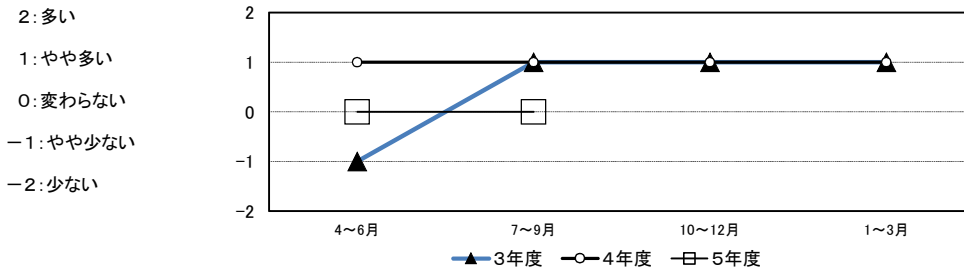 2：多い
1：やや多い
0：変わらない
－1：やや少ない
－2：少ない
2
1
0
-1
-2
4～6月 7～9月 10～12月 1～3月
3年度 4年度 5年度